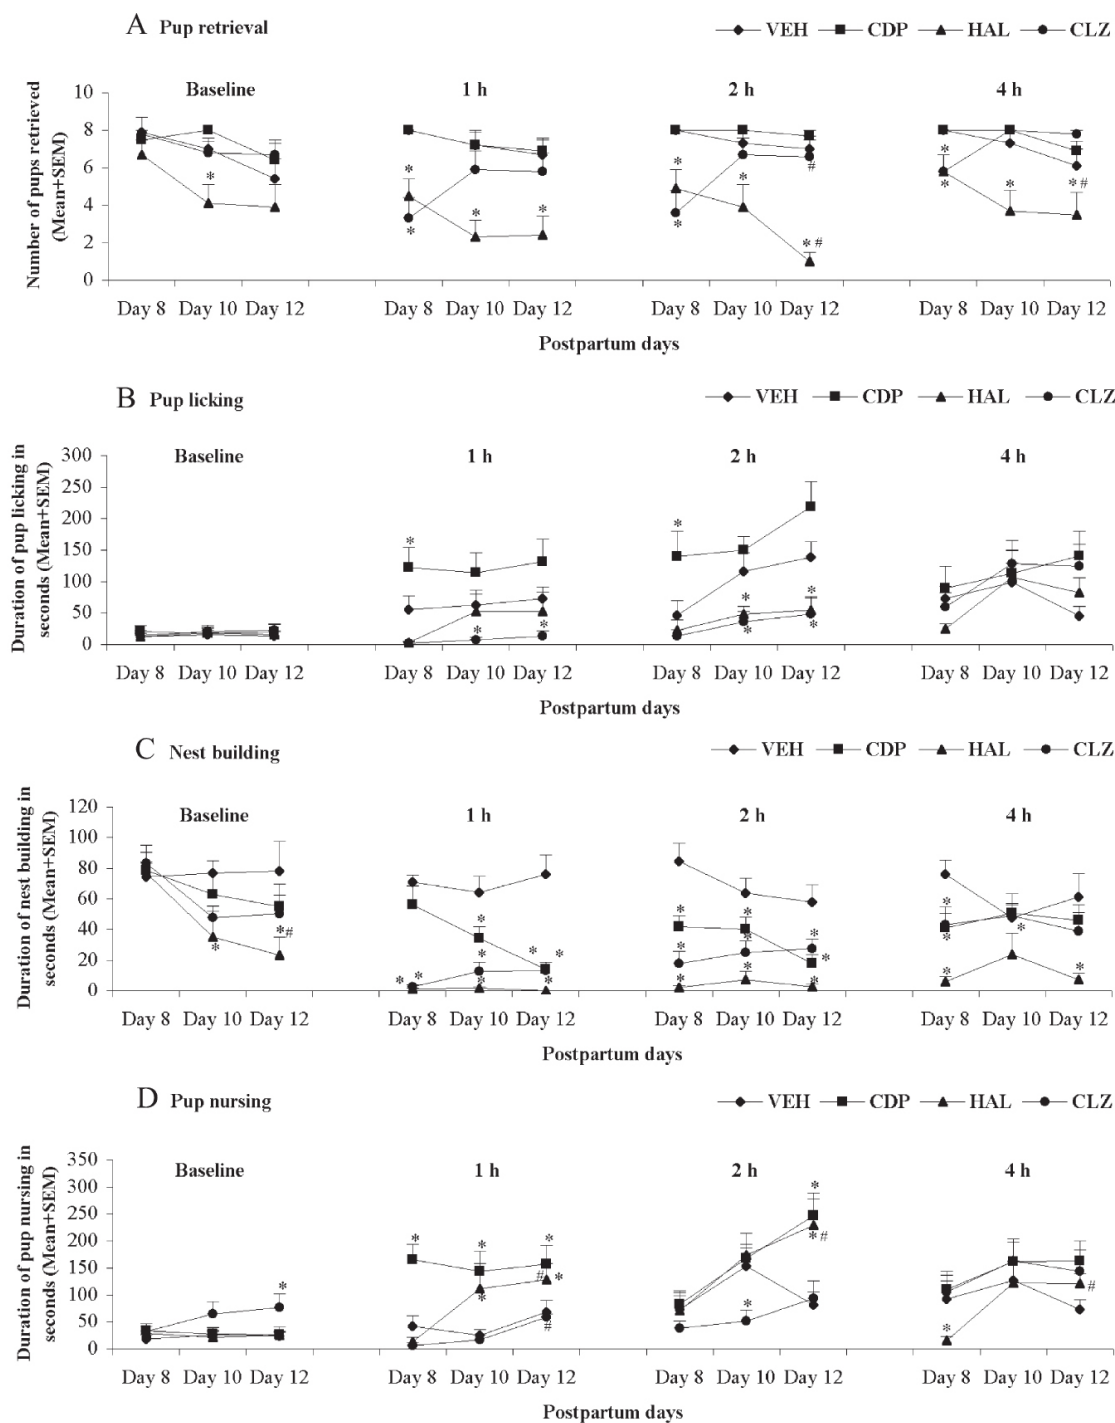 A Pup retrieval
VEH CDP HAL CLZ
Baseline 1 h 2 h 4 h
Number of pups retrieved
(Mean+SEM)
10
8
6
4
2
0
* * * * * * * * # * # * * * * #
Day 8 Day 10 Day 12 Day 8 Day 10 Day 12 Day 8 Day 10 Day 12 Day 8 Day 10 Day 12
Postpartum days
B Pup licking
VEH CDP HAL CLZ
Baseline 1 h 2 h 4 h
Duration of pup licking in
seconds (Mean+SEM)
300
250
200
150
100
50
0
* * * * * * * *
Day 8 Day 10 Day 12 Day 8 Day 10 Day 12 Day 8 Day 10 Day 12 Day 8 Day 10 Day 12
Postpartum days
C Nest building
VEH CDP HAL CLZ
Baseline 1 h 2 h 4 h
Duration of nest building in
seconds (Mean+SEM)
120
100
80
60
40
20
0
* *# * * * * * * * * * * * * * * * * * * * * *
Day 8 Day 10 Day 12 Day 8 Day 10 Day 12 Day 8 Day 10 Day 12 Day 8 Day 10 Day 12
Postpartum days
D Pup nursing
VEH CDP HAL CLZ
Baseline 1 h 2 h 4 h
Duration of pup nursing in
seconds (Mean+SEM)
350
300
250
200
150
100
50
0
* * * * * # * # * * * # * #
Day 8 Day 10 Day 12 Day 8 Day 10 Day 12 Day 8 Day 10 Day 12 Day 8 Day 10 Day 12
Postpartum days